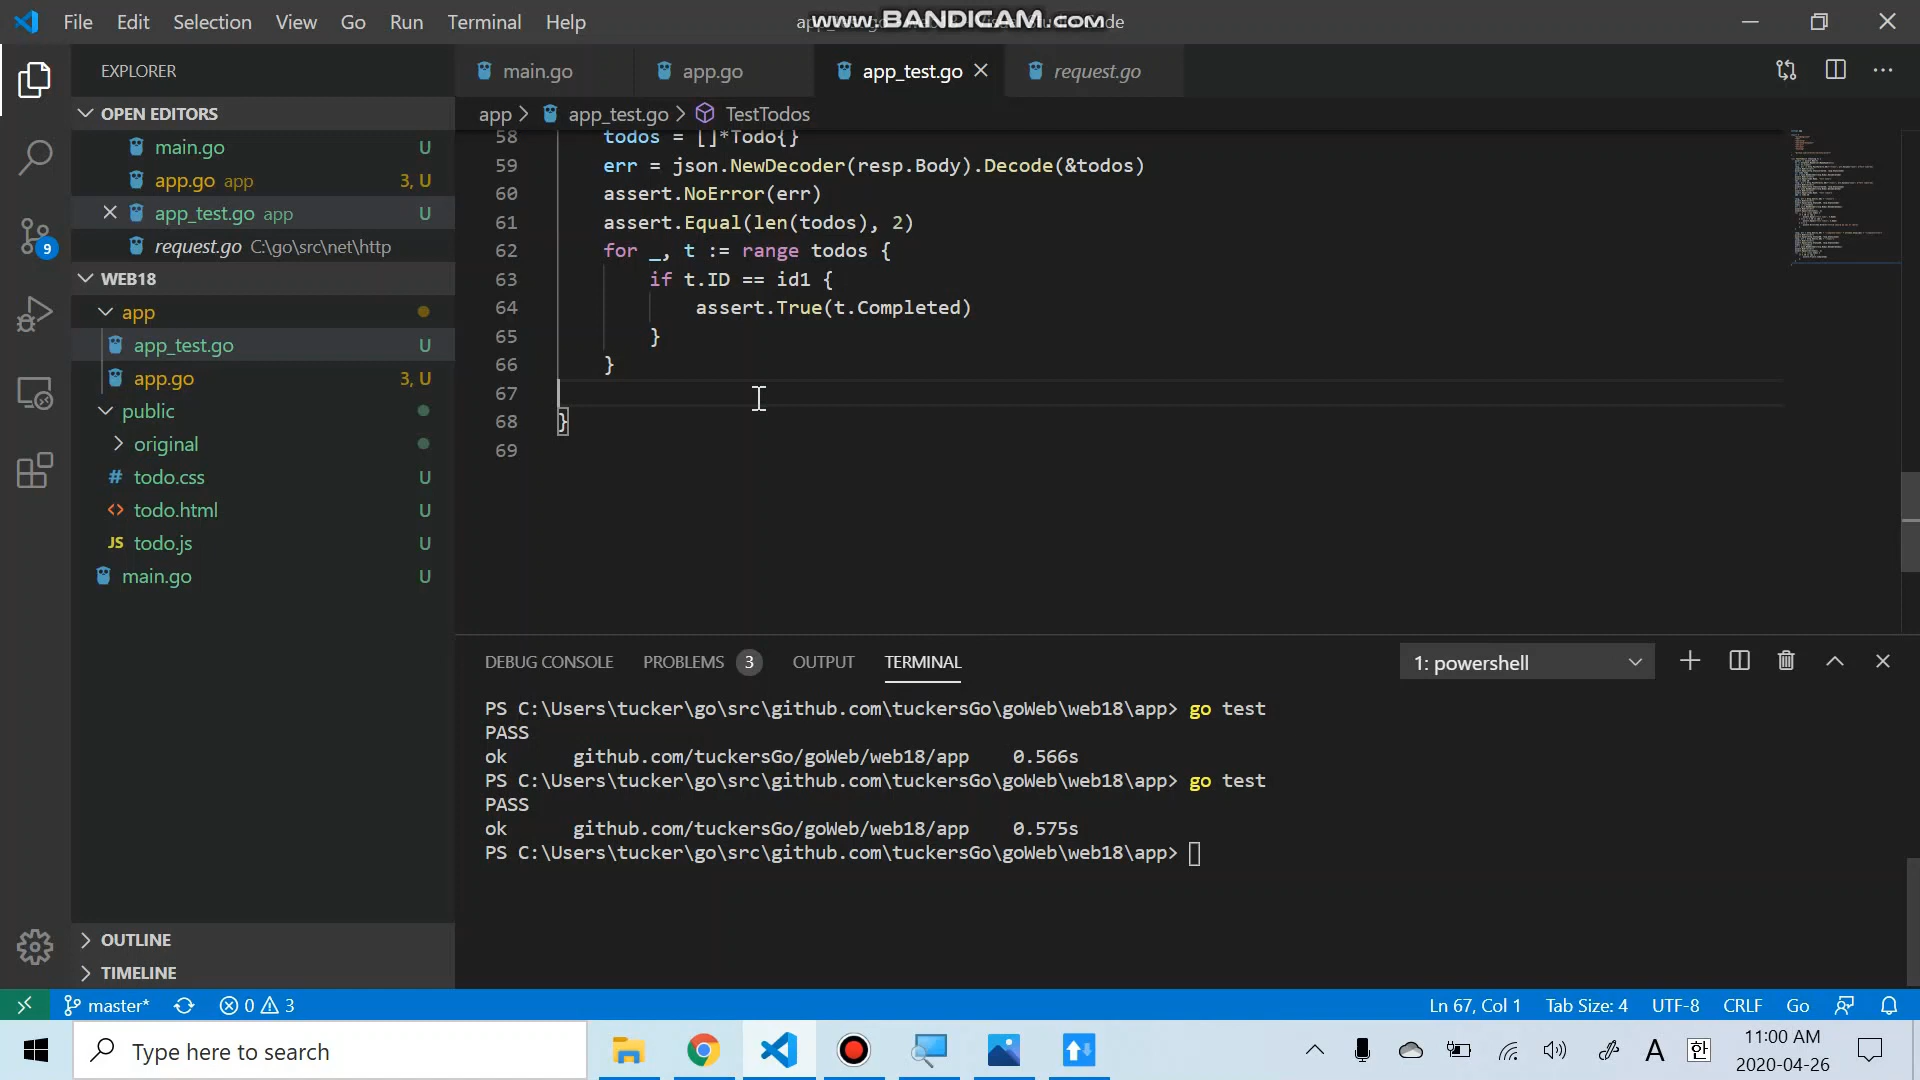 File Edit Selection View Go Run Terminal Help
www.BANDICAM.com
EXPLORER
main.go
app.go
app_test.go
request.go
OPEN EDITORS
main.go U
app.go app 3, U
app_test.go app U
request.go C:\go\src\net\http
WEB18
app
app_test.go U
app.go 3, U
public
original
# todo.css U
<> todo.html U
JS todo.js U
main.go U
OUTLINE
TIMELINE
9
app > app_test.go > TestTodos
58 todos = []*Todo{}
59 err = json.NewDecoder(resp.Body).Decode(&todos)
60 assert.NoError(err)
61 assert.Equal(len(todos), 2)
62 for _, t := range todos {
63 if t.ID == id1 {
64 assert.True(t.Completed)
65 }
66 }
67
68 }
69
DEBUG CONSOLE PROBLEMS 3 OUTPUT TERMINAL
1: powershell
PS C:\Users\tucker\go\src\github.com\tuckersGo\goWeb\web18\app> go test
PASS
ok github.com/tuckersGo/goWeb/web18/app 0.566s
PS C:\Users\tucker\go\src\github.com\tuckersGo\goWeb\web18\app> go test
PASS
ok github.com/tuckersGo/goWeb/web18/app 0.575s
PS C:\Users\tucker\go\src\github.com\tuckersGo\goWeb\web18\app>
master* 0 3
Ln 67, Col 1 Tab Size: 4 UTF-8 CRLF Go
Type here to search
A 한
11:00 AM
2020-04-26